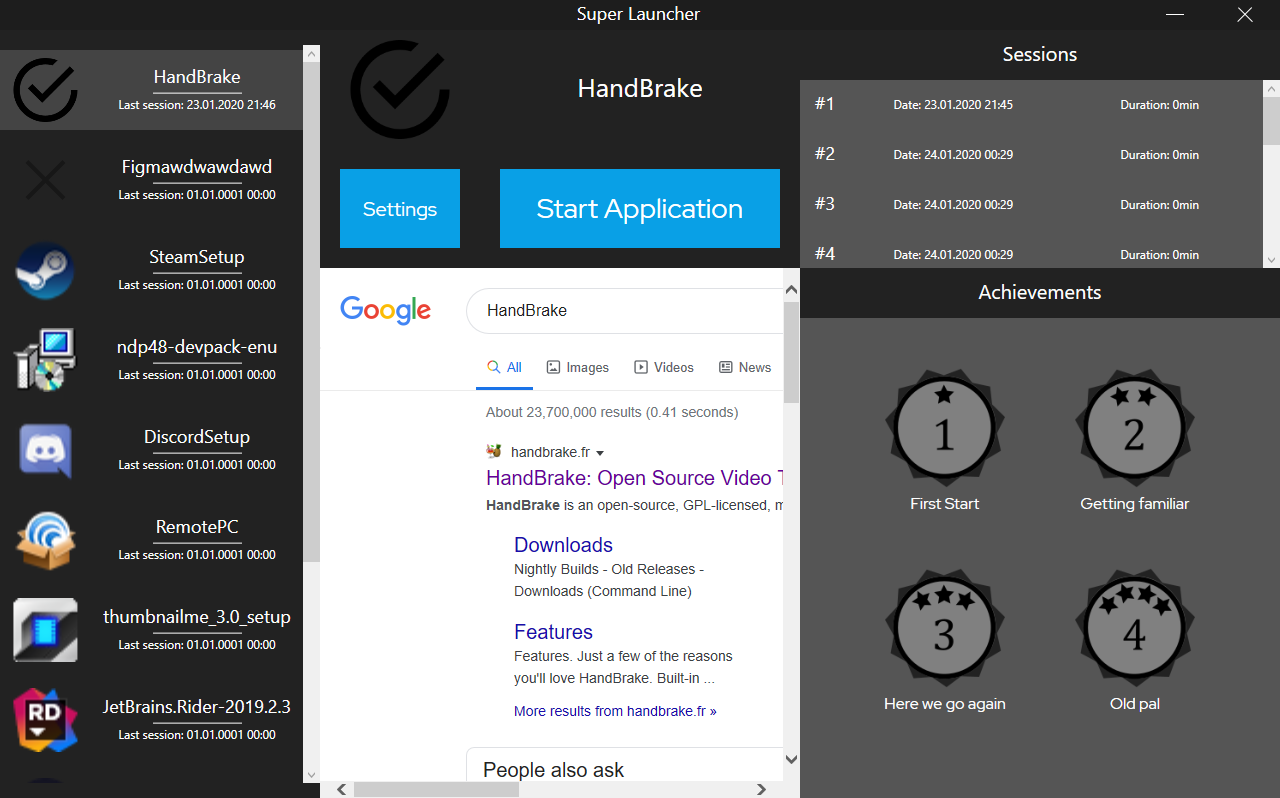 Super Launcher
HandBrake
Last session: 23.01.2020 21:46
Figmawdwawdawd
Last session: 01.01.0001 00:00
SteamSetup
Last session: 01.01.0001 00:00
ndp48-devpack-enu
Last session: 01.01.0001 00:00
DiscordSetup
Last session: 01.01.0001 00:00
RemotePC
Last session: 01.01.0001 00:00
thumbnailme_3.0_setup
Last session: 01.01.0001 00:00
RD
JetBrains.Rider-2019.2.3
Last session: 01.01.0001 00:00
HandBrake
Settings
Start Application
Google
HandBrake
All Images Videos News
About 23,700,000 results (0.41 seconds)
handbrake.fr
HandBrake: Open Source Video T
HandBrake is an open-source, GPL-licensed, m
Downloads
Nightly Builds - Old Releases -
Downloads (Command Line)
Features
Features. Just a few of the reasons
you'll love HandBrake. Built-in ...
More results from handbrake.fr »
People also ask
Sessions
#1 Date: 23.01.2020 21:45 Duration: 0min
#2 Date: 24.01.2020 00:29 Duration: 0min
#3 Date: 24.01.2020 00:29 Duration: 0min
#4 Date: 24.01.2020 00:29 Duration: 0min
Achievements
1
First Start
2
Getting familiar
3
Here we go again
4
Old pal